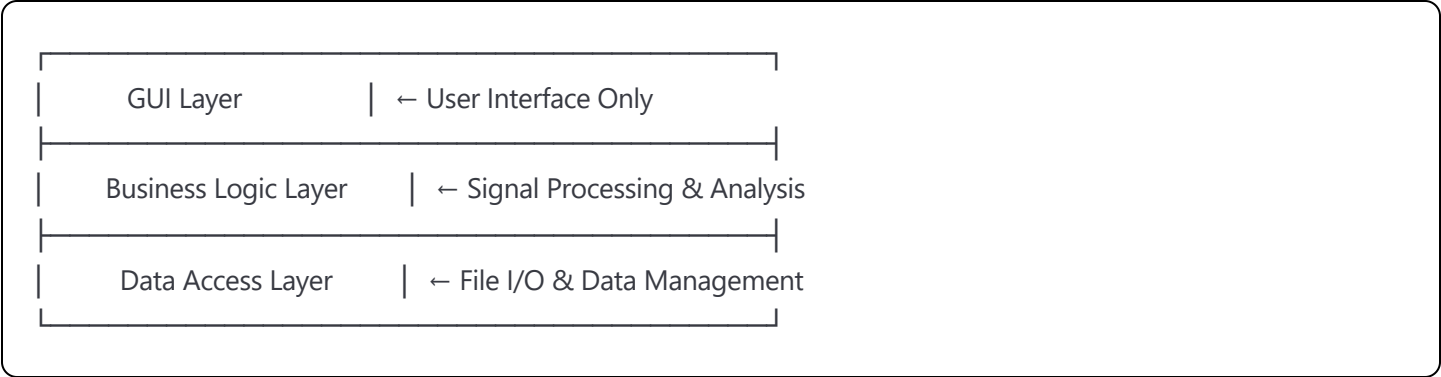 GUI Layer ← User Interface Only
Business Logic Layer ← Signal Processing & Analysis
Data Access Layer ← File I/O & Data Management